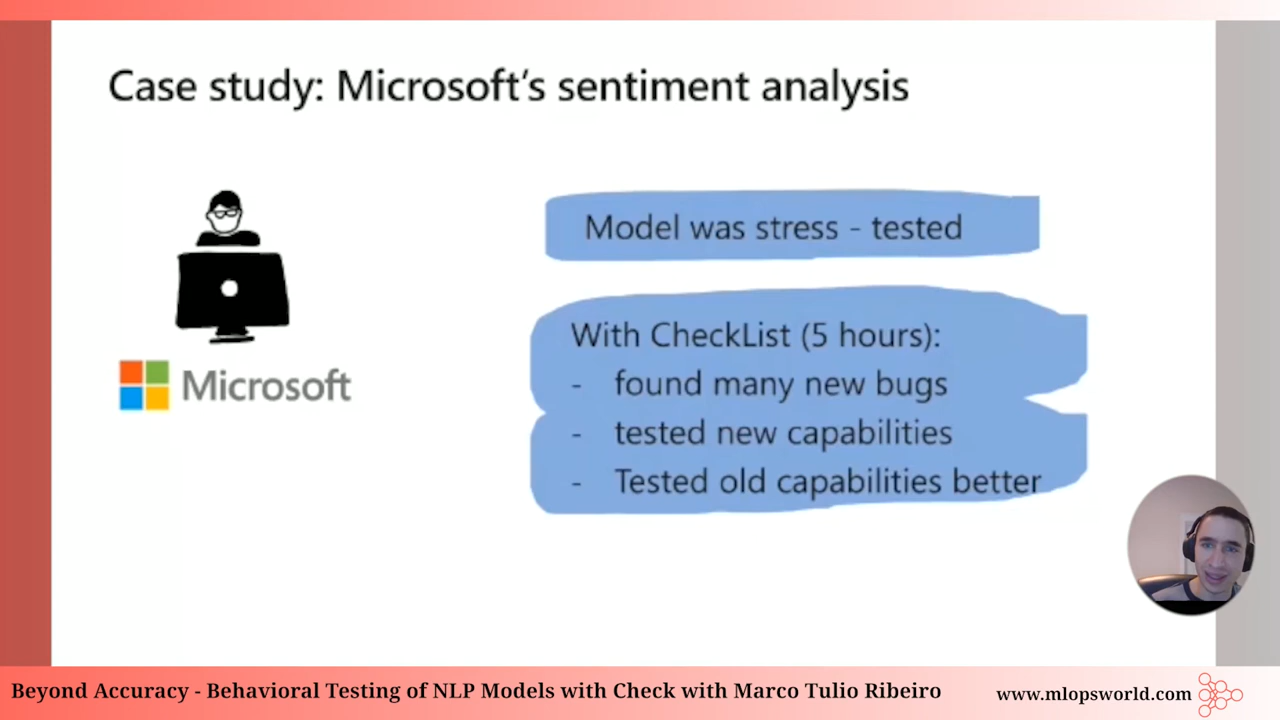 Case study: Microsoft's sentiment analysis
Model was stress - tested
With CheckList (5 hours):
- found many new bugs
- tested new capabilities
- Tested old capabilities better
Microsoft
Beyond Accuracy - Behavioral Testing of NLP Models with Check with Marco Tulio Ribeiro
www.mlopsworld.com